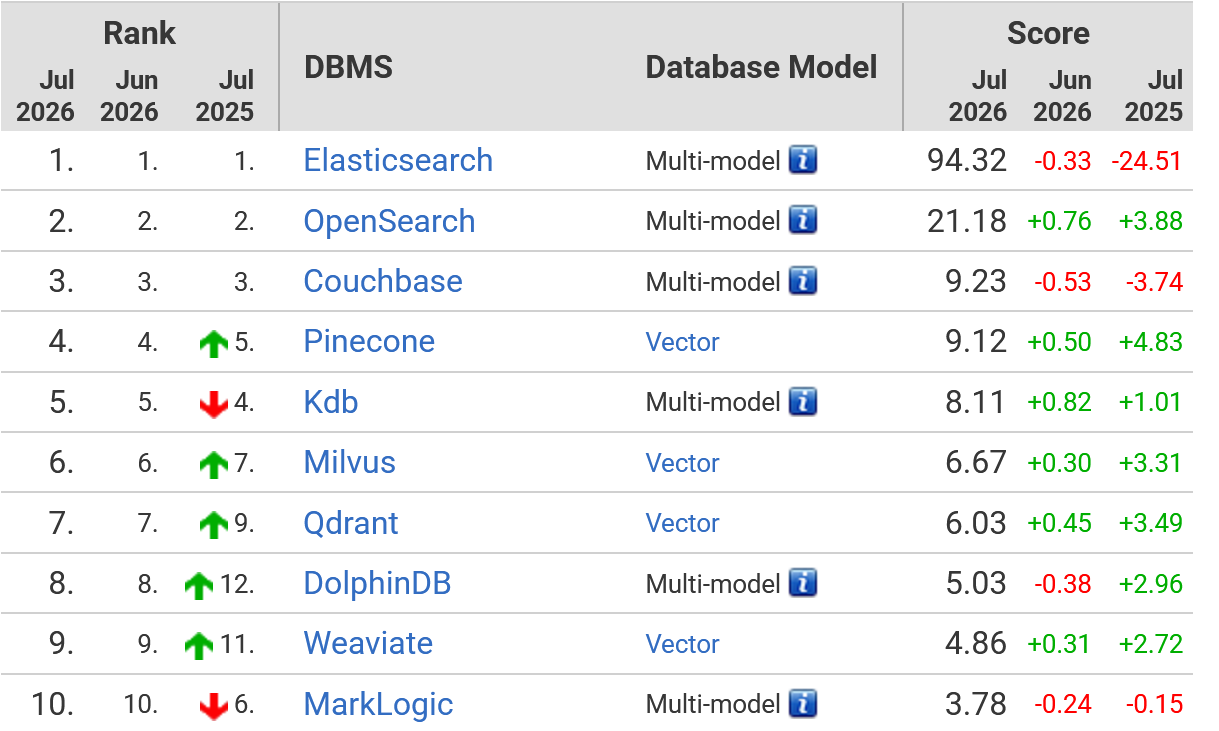 Rank DBMS Database Model Score
Jul 2026 Jun 2026 Jul 2025 Jul 2026 Jun 2026 Jul 2025
1. 1. 1. Elasticsearch Multi-model i 94.32 -0.33 -24.51
2. 2. 2. OpenSearch Multi-model i 21.18 +0.76 +3.88
3. 3. 3. Couchbase Multi-model i 9.23 -0.53 -3.74
4. 4. 5. Pinecone Vector 9.12 +0.50 +4.83
5. 5. 4. Kdb Multi-model i 8.11 +0.82 +1.01
6. 6. 7. Milvus Vector 6.67 +0.30 +3.31
7. 7. 9. Qdrant Vector 6.03 +0.45 +3.49
8. 8. 12. DolphinDB Multi-model i 5.03 -0.38 +2.96
9. 9. 11. Weaviate Vector 4.86 +0.31 +2.72
10. 10. 6. MarkLogic Multi-model i 3.78 -0.24 -0.15